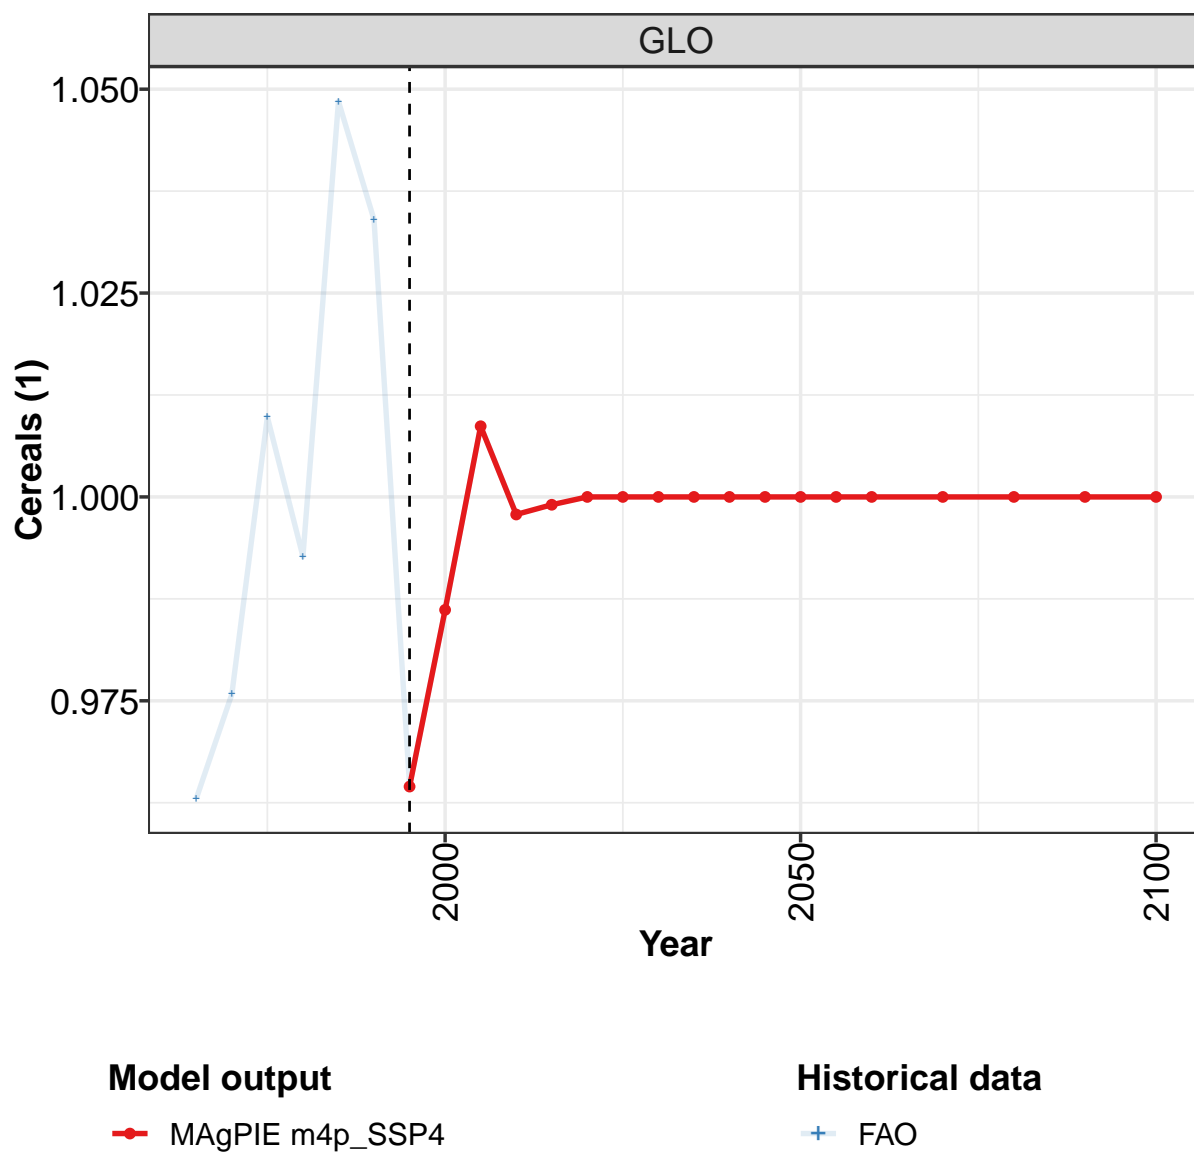 GLO
1.050
1.025
1.000
0.975
Cereals (1)
2000
2050
2100
Year
Model output
Historical data
MAgPIE m4p_SSP4
FAO